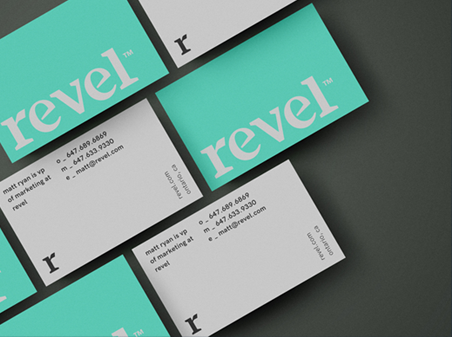 r
revel™
revel™
matt ryan is vp
of marketing at
revel
o _ 647.689.6869
m _ 647.633.9330
e _ matt@revel.com
revel.com
ontario, ca
r
matt ryan is vp
of marketing at
revel
o _ 647.689.6869
m _ 647.633.9330
e _ matt@revel.com
revel.com
ontario, ca
r
™